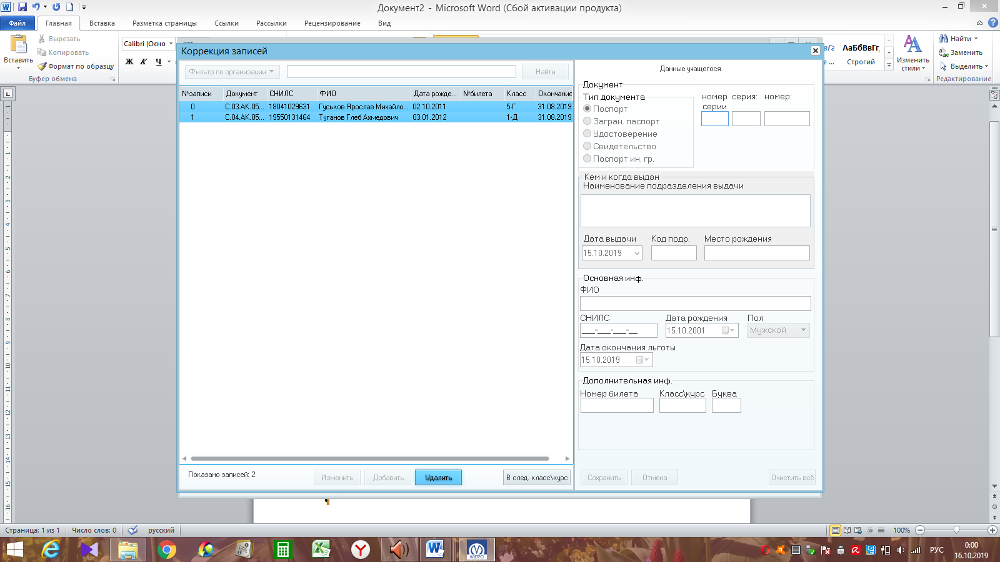 Документ2 - Microsoft Word (Сбой активации продукта)
Файл Главная Вставка Разметка страницы Ссылки Рассылки Рецензирование Вид
Вставить
Вырезать
Копировать
Формат по образцу
Буфер обмена
Calibri (Осно
Ж К Ч
АаБбВвГг,
Строгий
Изменить стили
Найти
Заменить
Выделить
Редактирование
Коррекция записей
Фильтр по организации Найти
№записи Документ СНИЛС ФИО Дата рожде... №билета Класс Окончание
0 С.03.АК.05... 18041029631 Гуськов Ярослав Михайло... 02.10.2011 5-Г 31.08.2019
1 С.04.АК.05... 19550131464 Туганов Глеб Ахмедович 03.01.2012 1-Д 31.08.2019
Показано записей: 2 Изменить Добавить Удалить В след. класс\курс
Данные учащегося
Документ
Тип документа
Паспорт
Загран. паспорт
Удостоверение
Свидетельство
Паспорт ин. гр.
номер серии
серия:
номер:
Кем и когда выдан
Наименование подразделения выдачи
Дата выдачи Код подр. Место рождения
15.10.2019
Основная инф.
ФИО
СНИЛС Дата рождения Пол
___-___-___-__ 15.10.2001 Мужской
Дата окончания льготы
15.10.2019
Дополнительная инф.
Номер билета Класс\курс Буква
Сохранить Отмена Очистить всё
¶
Страница: 1 из 1 Число слов: 0 русский 100%
МЕТРО
РУС
0:00
16.10.2019